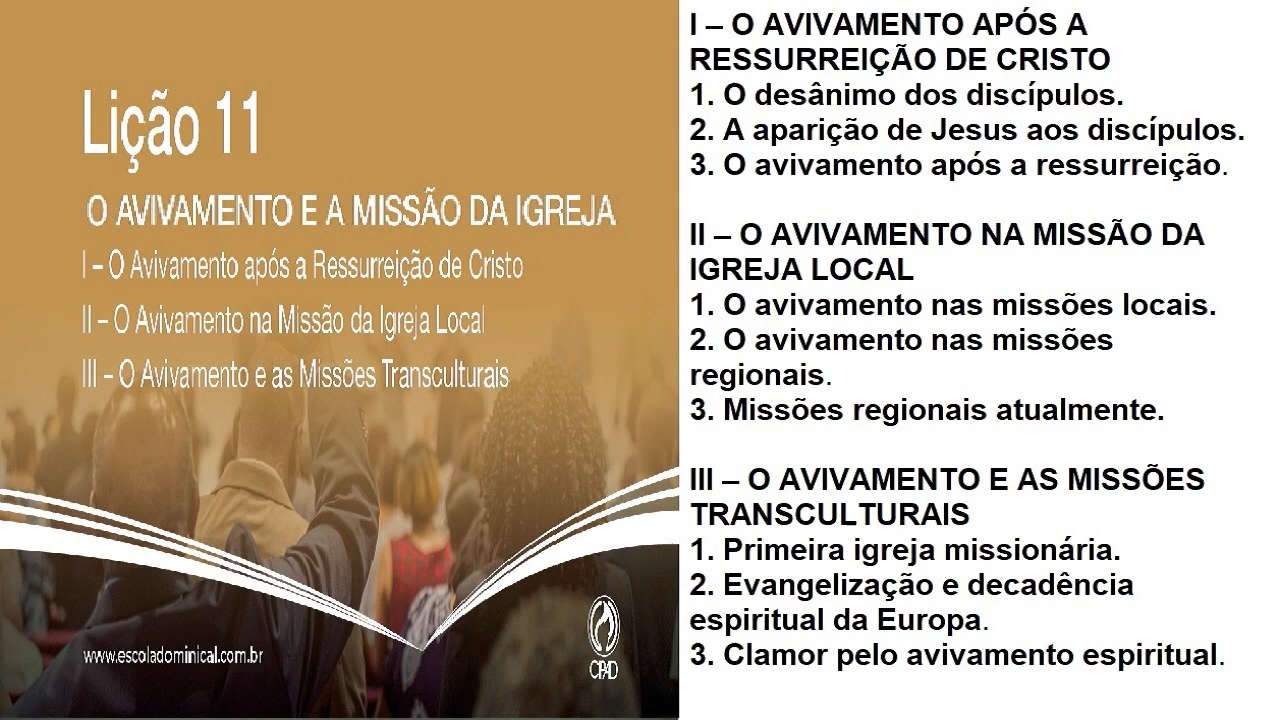 Lição 11
O AVIVAMENTO E A MISSÃO DA IGREJA
I – O Avivamento após a Ressurreição de Cristo
II – O Avivamento na Missão da Igreja Local
III – O Avivamento e as Missões Transculturais
www.escoladominical.com.br
CPAD
I – O AVIVAMENTO APÓS A
RESSURREIÇÃO DE CRISTO
1. O desânimo dos discípulos.
2. A aparição de Jesus aos discípulos.
3. O avivamento após a ressurreição.
II – O AVIVAMENTO NA MISSÃO DA
IGREJA LOCAL
1. O avivamento nas missões locais.
2. O avivamento nas missões
regionais.
3. Missões regionais atualmente.
III – O AVIVAMENTO E AS MISSÕES
TRANSCULTURAIS
1. Primeira igreja missionária.
2. Evangelização e decadência
espiritual da Europa.
3. Clamor pelo avivamento espiritual.